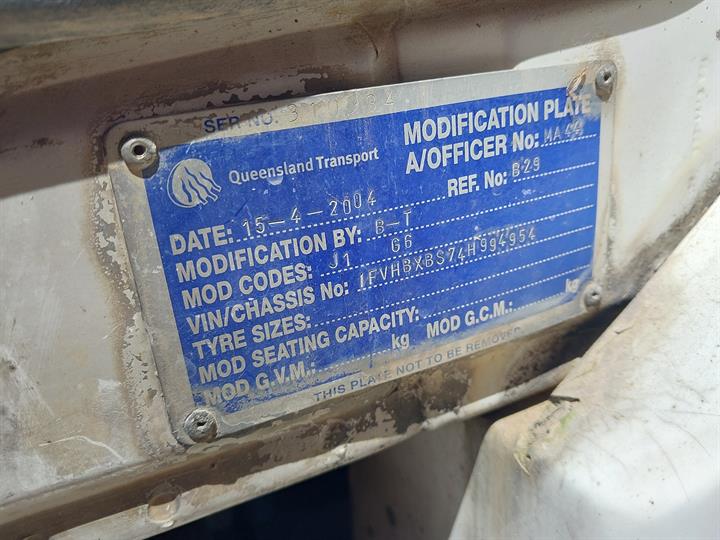 SER NO.
Queensland Transport
MODIFICATION PLATE
A/OFFICER No: MA44
REF. No: B29
DATE: 15-4-2004
MODIFICATION BY: B-T
MOD CODES: J1 G6
VIN/CHASSIS No: 1FVHBXBS74H994954
TYRE SIZES:
MOD SEATING CAPACITY:
MOD G.V.M.: kg MOD G.C.M.: kg
THIS PLATE NOT TO BE REMOVED